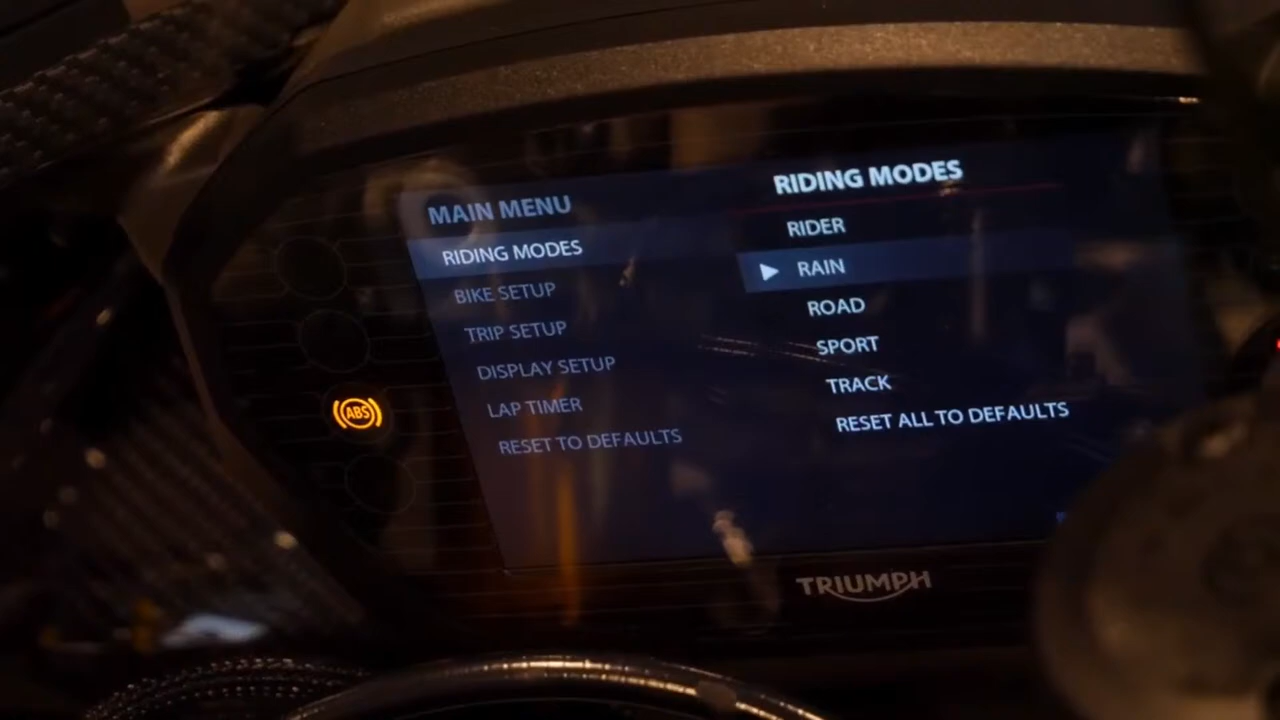 MAIN MENU
RIDING MODES
BIKE SETUP
TRIP SETUP
DISPLAY SETUP
LAP TIMER
RESET TO DEFAULTS
RIDING MODES
RIDER
RAIN
ROAD
SPORT
TRACK
RESET ALL TO DEFAULTS
ABS
TRIUMPH